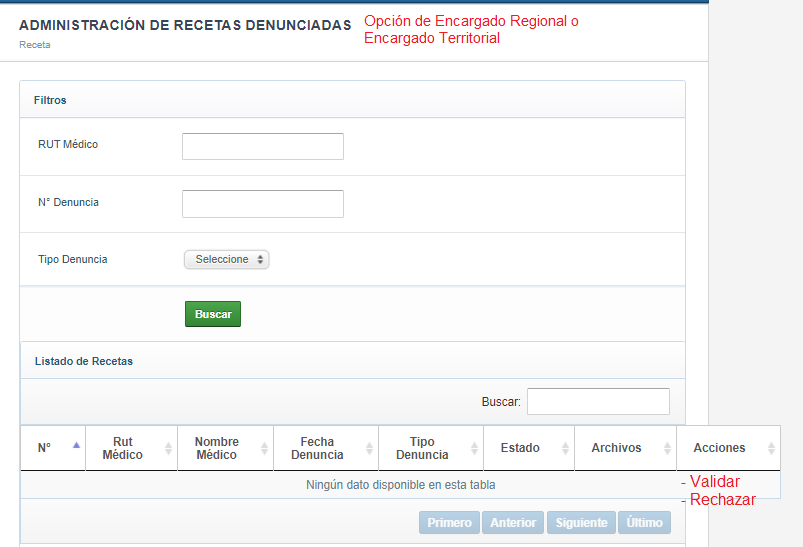 ADMINISTRACIÓN DE RECETAS DENUNCIADAS
Opción de Encargado Regional o
Encargado Territorial
Receta
Filtros
RUT Médico
N° Denuncia
Tipo Denuncia
Seleccione
Buscar
Listado de Recetas
Buscar:
N° Rut Médico Nombre Médico Fecha Denuncia Tipo Denuncia Estado Archivos Acciones
Ningún dato disponible en esta tabla
- Validar
- Rechazar
Primero Anterior Siguiente Último